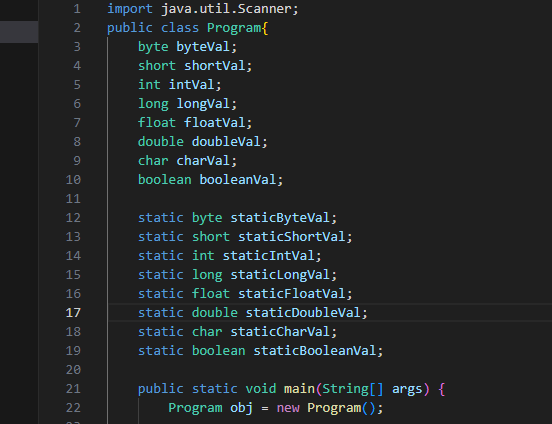 1 import java.util.Scanner;
2 public class Program{
3 byte byteVal;
4 short shortVal;
5 int intVal;
6 long longVal;
7 float floatVal;
8 double doubleVal;
9 char charVal;
10 boolean booleanVal;
11
12 static byte staticByteVal;
13 static short staticShortVal;
14 static int staticIntVal;
15 static long staticLongVal;
16 static float staticFloatVal;
17 static double staticDoubleVal;
18 static char staticCharVal;
19 static boolean staticBooleanVal;
20
21 public static void main(String[] args) {
22 Program obj = new Program();